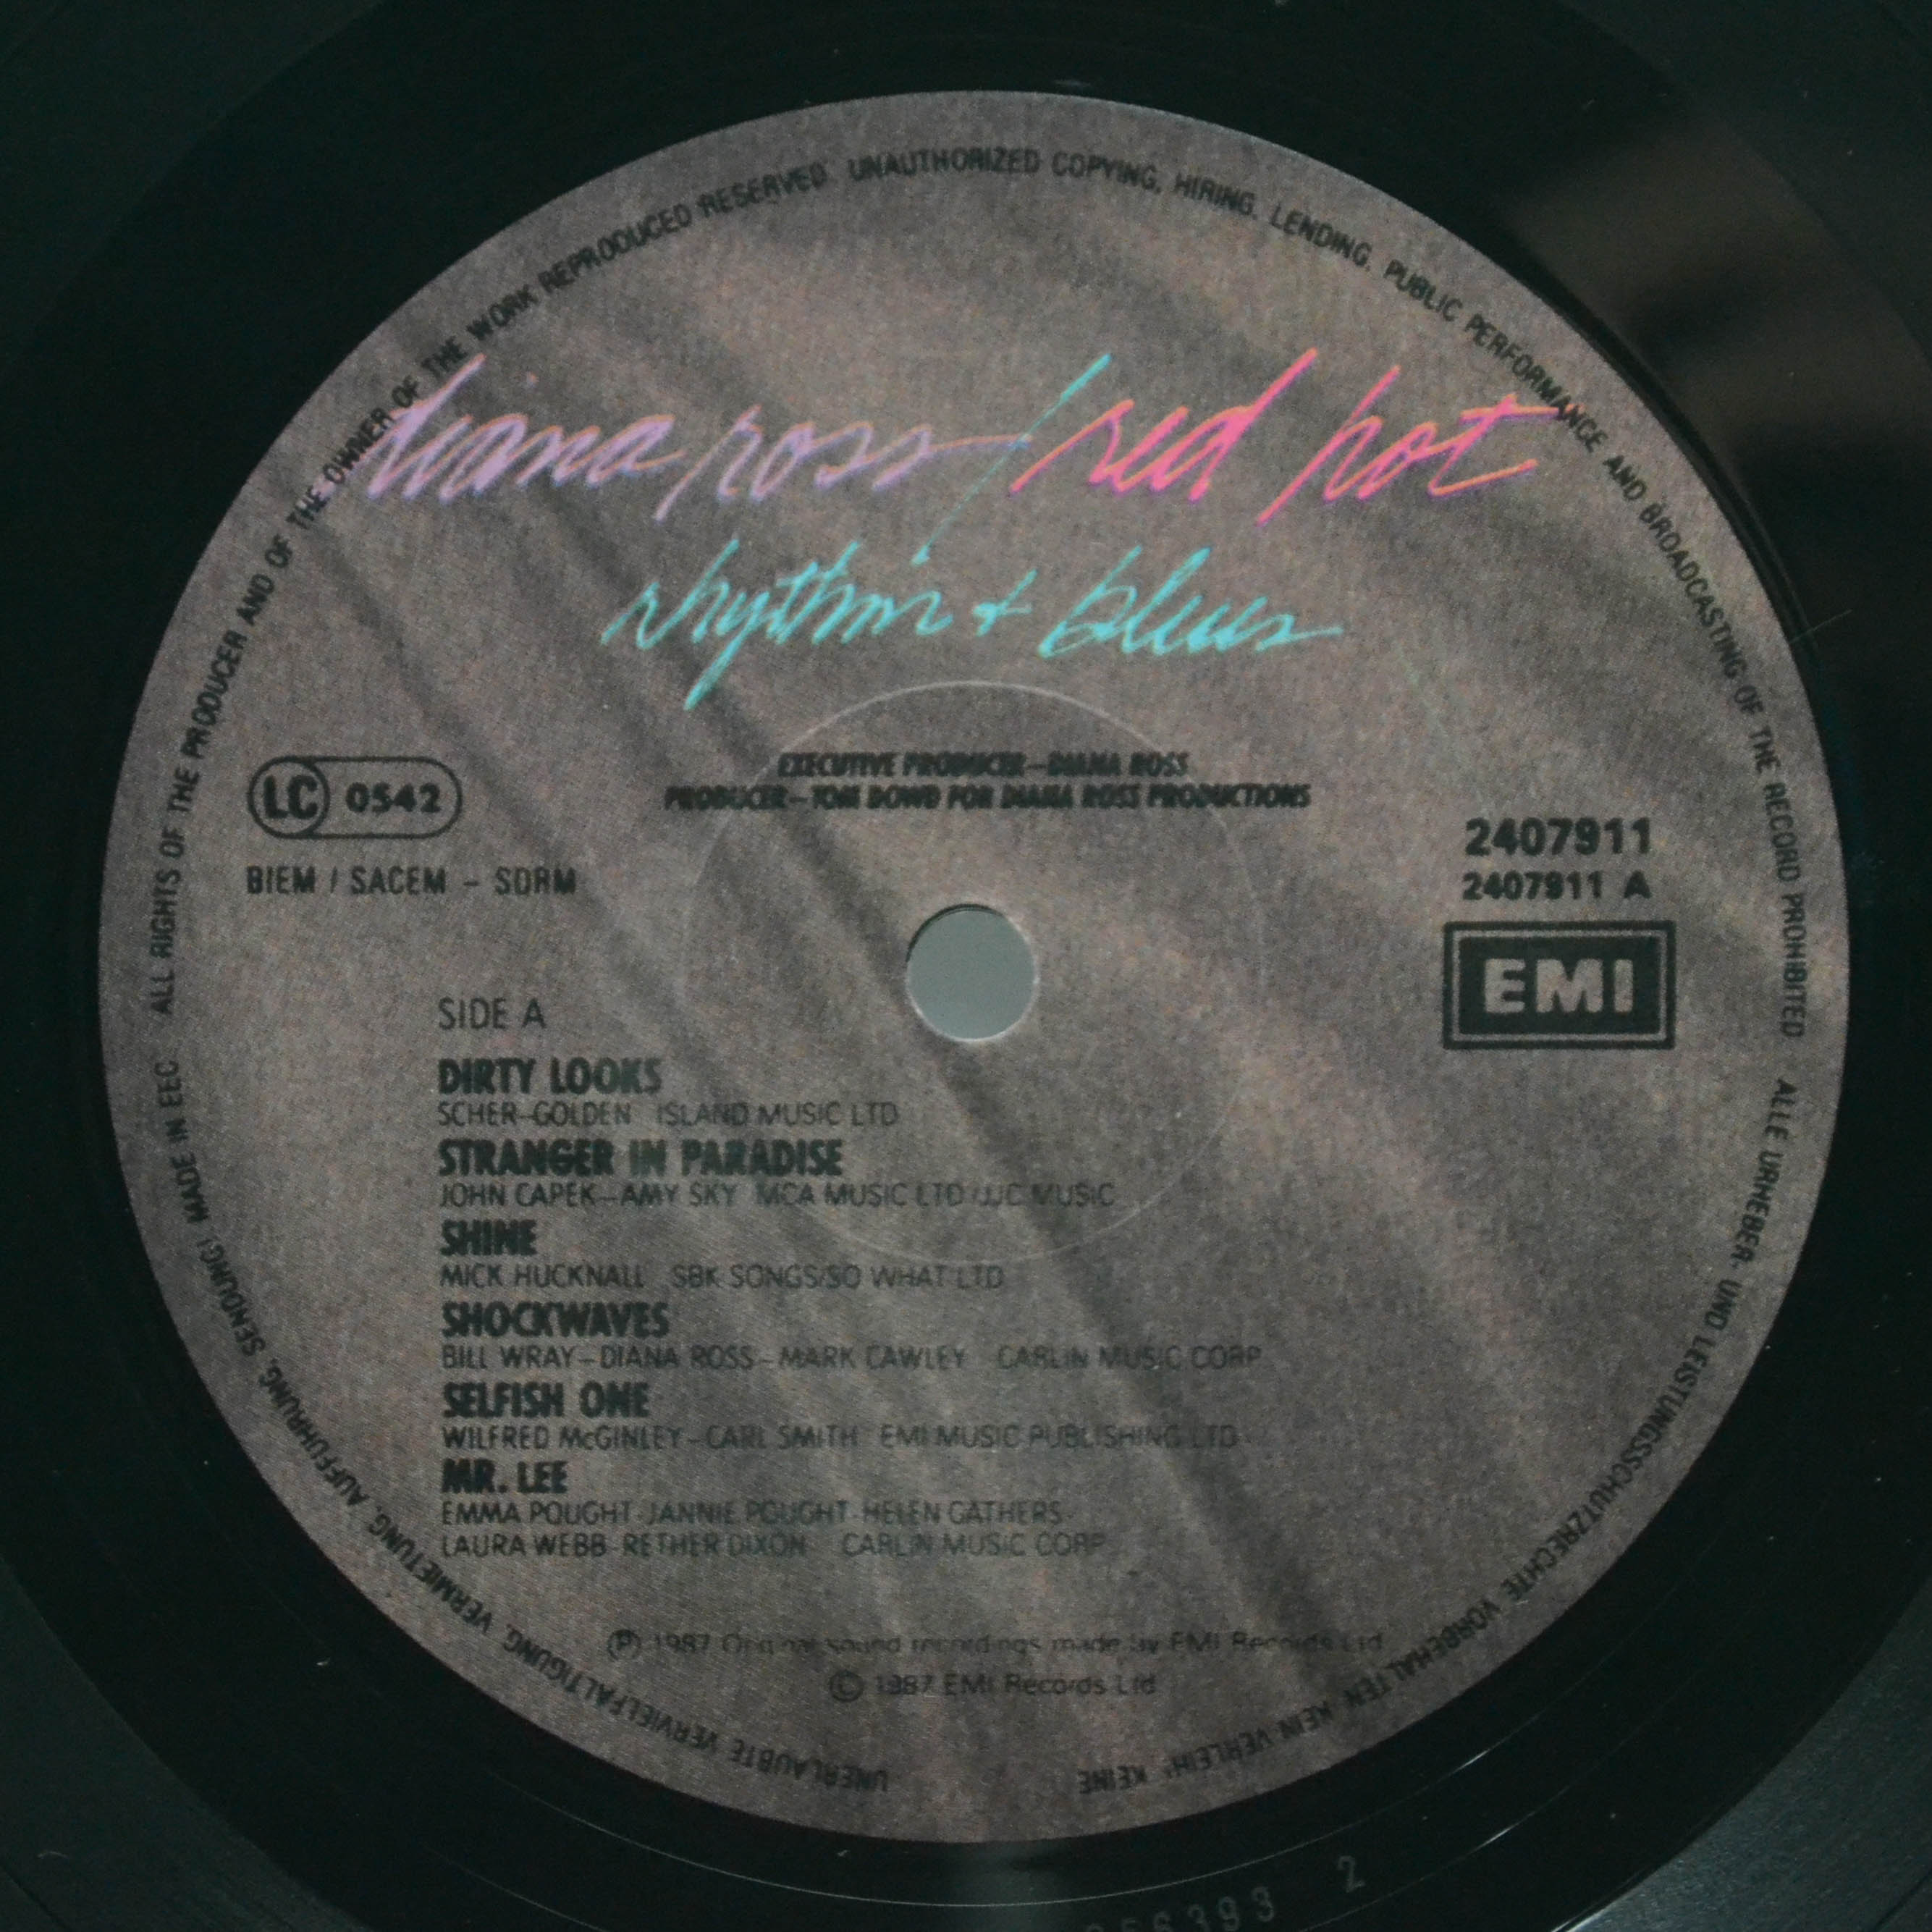 ALL RIGHTS OF THE PRODUCER AND OF THE OWNER OF THE WORK REPRODUCED RESERVED UNAUTHORIZED COPYING, HIRING, LENDING, PUBLIC PERFORMANCE AND BROADCASTING OF THE RECORD PROHIBITED
ALLE URHEBER- UND LEISTUNGSSCHUTZRECHTE VORBEHALTEN KEIN VERLEIH! KEINE
UNERLAUBTE VERVIELFÄLTIGUNG, VERMIETUNG, AUFFÜHRUNG, SENDUNG! MADE IN EEC
diana ross / red hot
rhythm + blues
EXECUTIVE PRODUCER—DIANA ROSS
PRODUCER—TOM DOWD FOR DIANA ROSS PRODUCTIONS
LC 0542
BIEM / SACEM – SDRM
2407911
2407911 A
EMI
SIDE A
DIRTY LOOKS
SCHER–GOLDEN ISLAND MUSIC LTD
STRANGER IN PARADISE
JOHN CAPEK–AMY SKY MCA MUSIC LTD/JJC MUSIC
SHINE
MICK HUCKNALL SBK SONGS/SO WHAT LTD
SHOCKWAVES
BILL WRAY–DIANA ROSS–MARK CAWLEY CARLIN MUSIC CORP
SELFISH ONE
WILFRED McGINLEY–CARL SMITH EMI MUSIC PUBLISHING LTD
MR. LEE
EMMA POUGHT-JANNIE POUGHT-HELEN GATHERS-
LAURA WEBB-RETHER DIXON CARLIN MUSIC CORP
℗ 1987 Original sound recordings made by EMI Records Ltd
© 1987 EMI Records Ltd
2